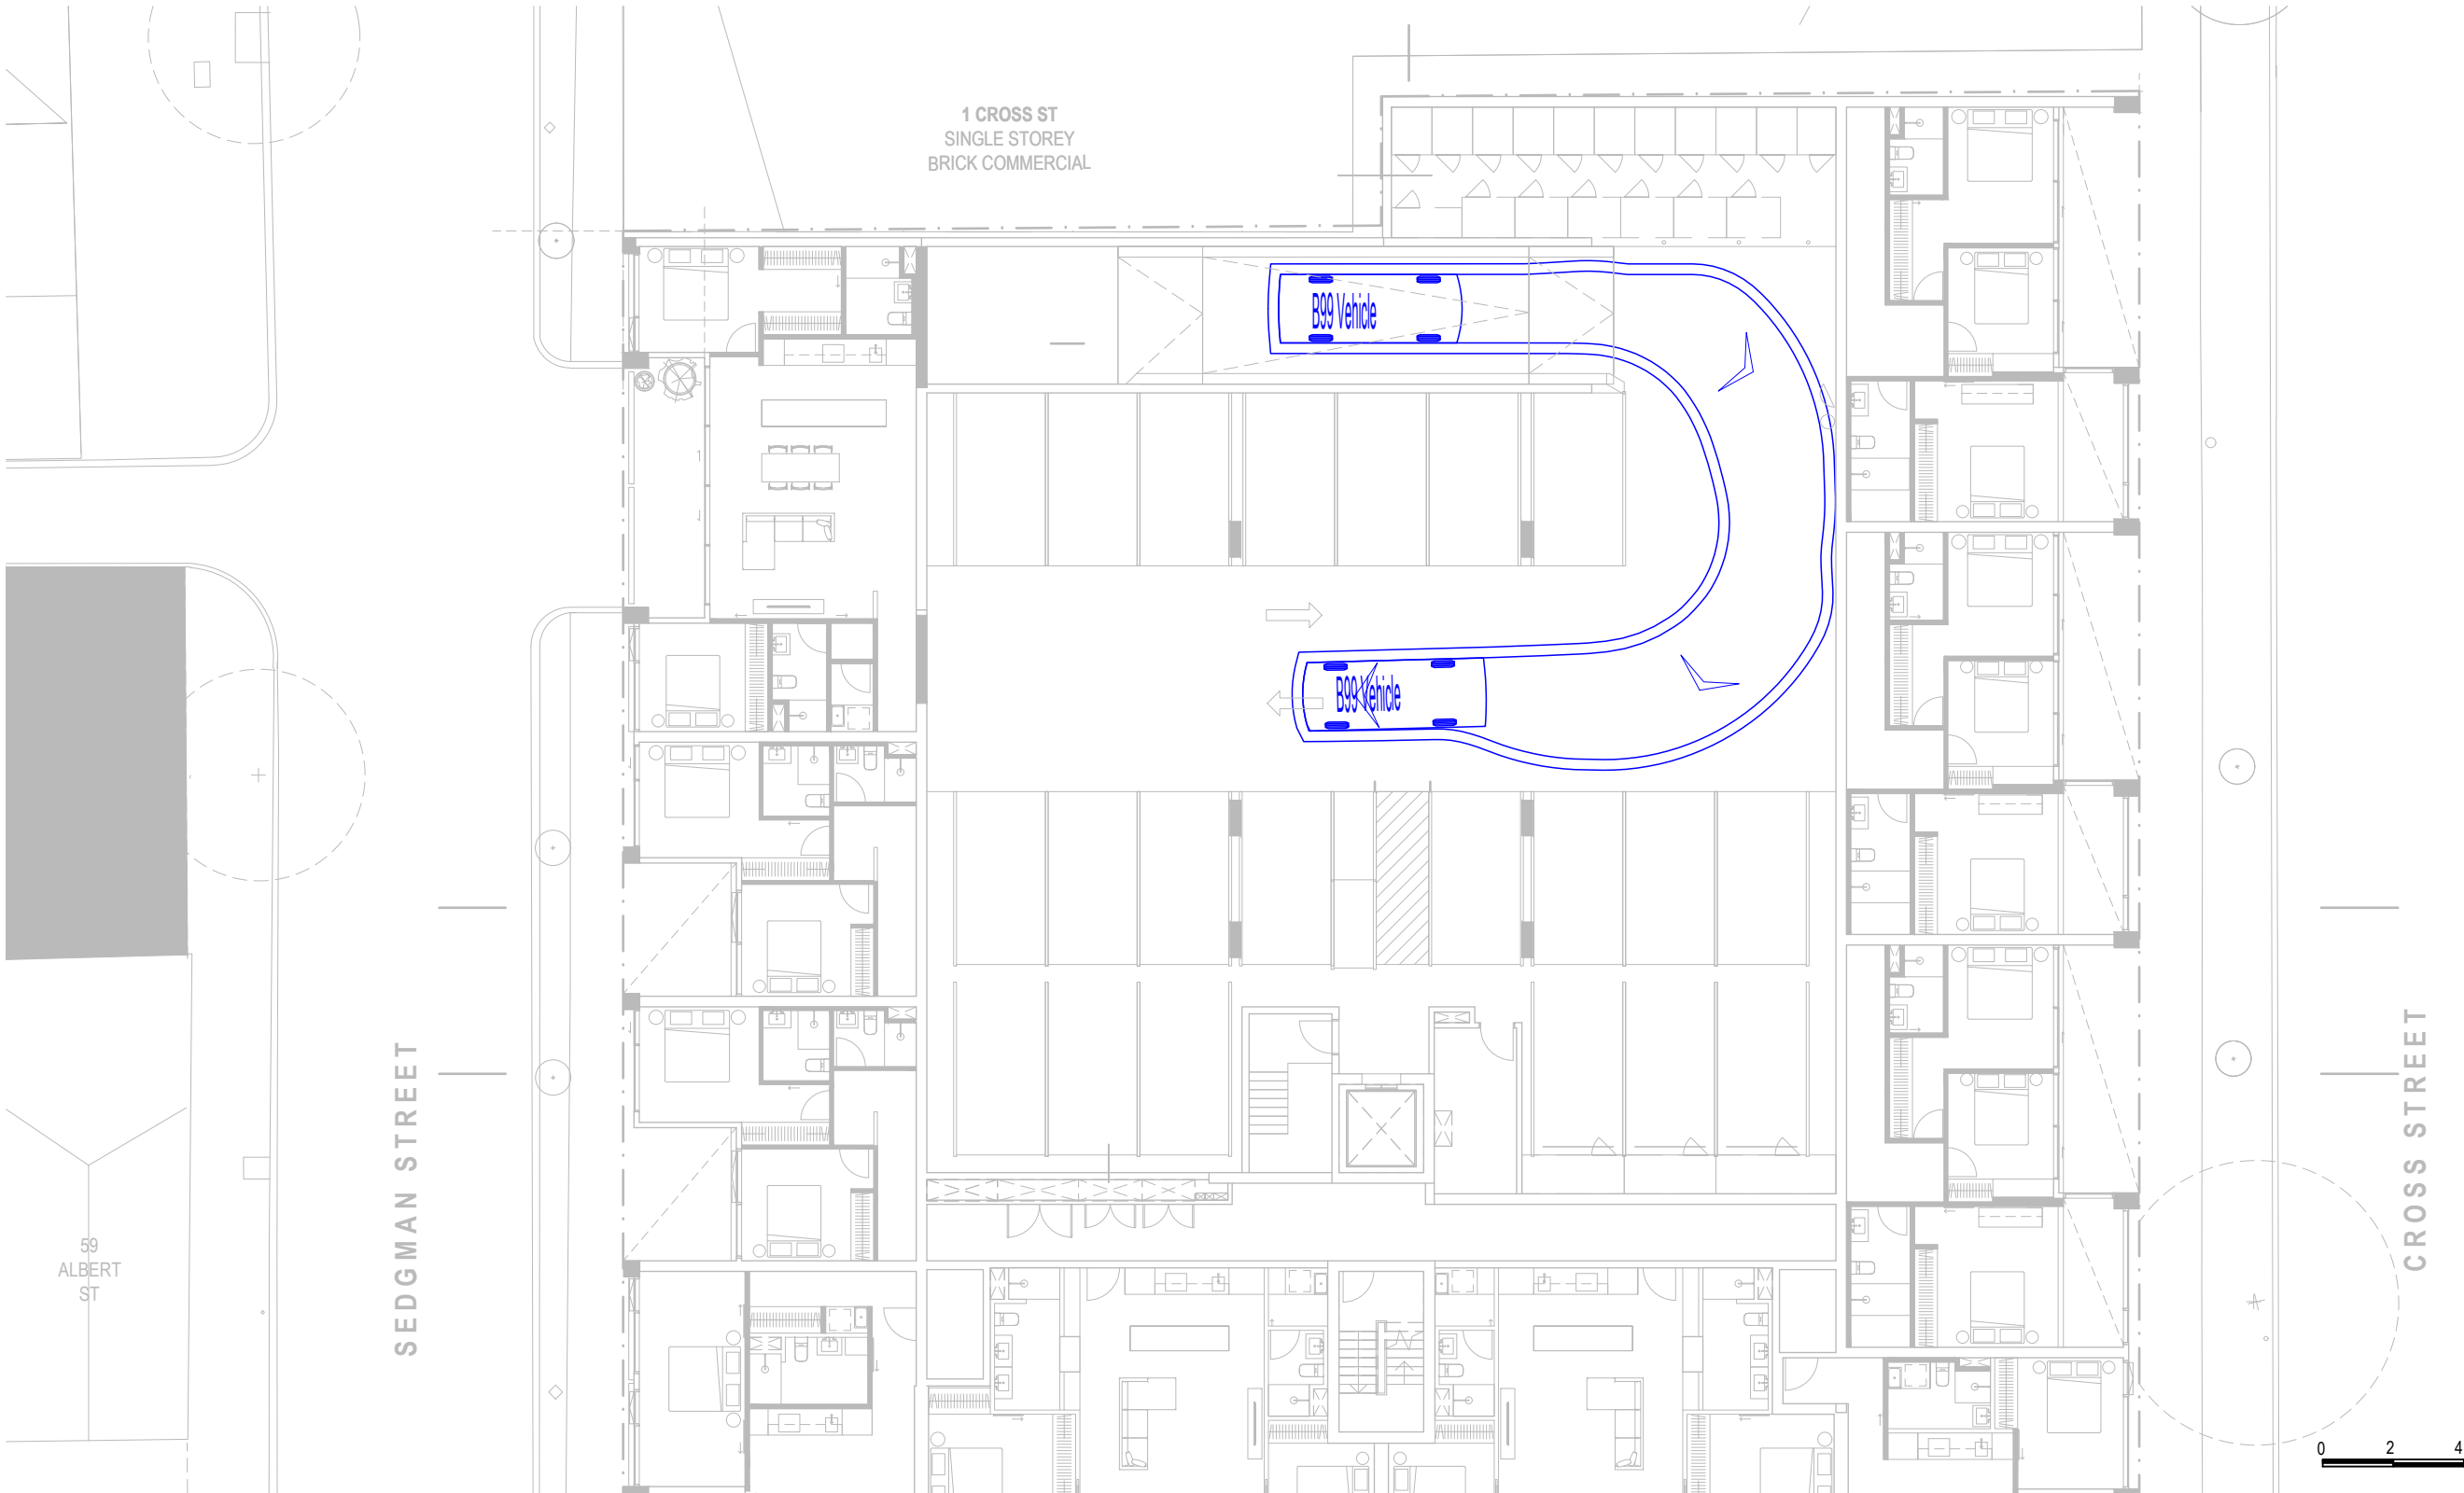 1 CROSS ST
SINGLE STOREY
BRICK COMMERCIAL
B99 Vehicle
B99 Vehicle
SEDGMAN STREET
CROSS STREET
59
ALBERT
ST
0 2 4